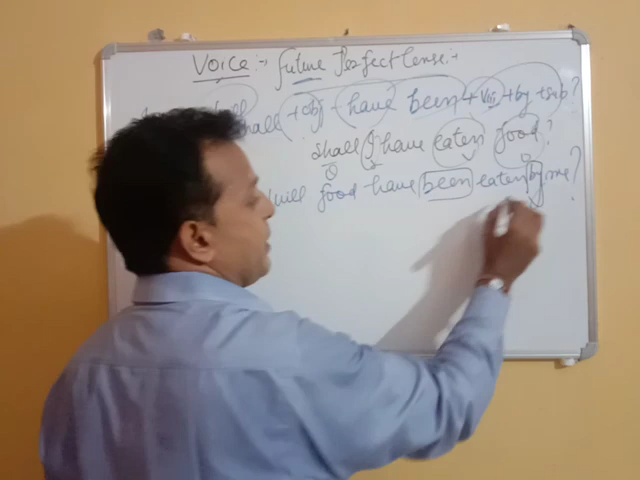 Voice :- Future Perfect tense :-
shall + obj + have been + VIII + by + sub?
Shall I have eaten food?
Will food have been eaten by me?